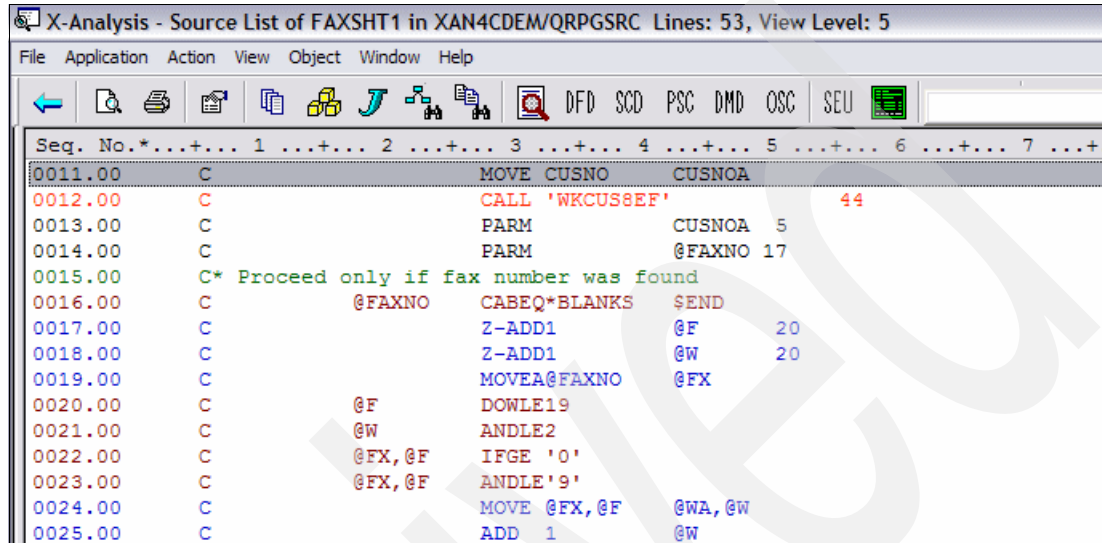 X-Analysis - Source List of FAXSHT1 in XAN4CDEM/QRPGSRC Lines: 53, View Level: 5
File Application Action View Object Window Help
J DFD SCD PSC DMD OSC SEU
Seq. No.*...+... 1 ...+... 2 ...+... 3 ...+... 4 ...+... 5 ...+... 6 ...+... 7 ...+
0011.00 C MOVE CUSNO CUSNOA
0012.00 C CALL 'WKCUS8EF' 44
0013.00 C PARM CUSNOA 5
0014.00 C PARM @FAXNO 17
0015.00 C* Proceed only if fax number was found
0016.00 C @FAXNO CABEQ*BLANKS $END
0017.00 C Z-ADD1 @F 20
0018.00 C Z-ADD1 @W 20
0019.00 C MOVEA@FAXNO @FX
0020.00 C @F DOWLE19
0021.00 C @W ANDLE2
0022.00 C @FX,@F IFGE '0'
0023.00 C @FX,@F ANDLE'9'
0024.00 C MOVE @FX,@F @WA,@W
0025.00 C ADD 1 @W